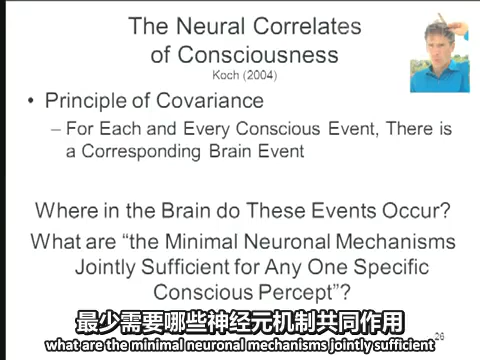 The Neural Correlates
of Consciousness
Koch (2004)
• Principle of Covariance
– For Each and Every Conscious Event, There is
a Corresponding Brain Event
Where in the Brain do These Events Occur?
What are “the Minimal Neuronal Mechanisms
Jointly Sufficient for Any One Specific
Conscious Percept”?
最少需要哪些神经元机制共同作用
what are the minimal neuronal mechanisms jointly sufficient
26